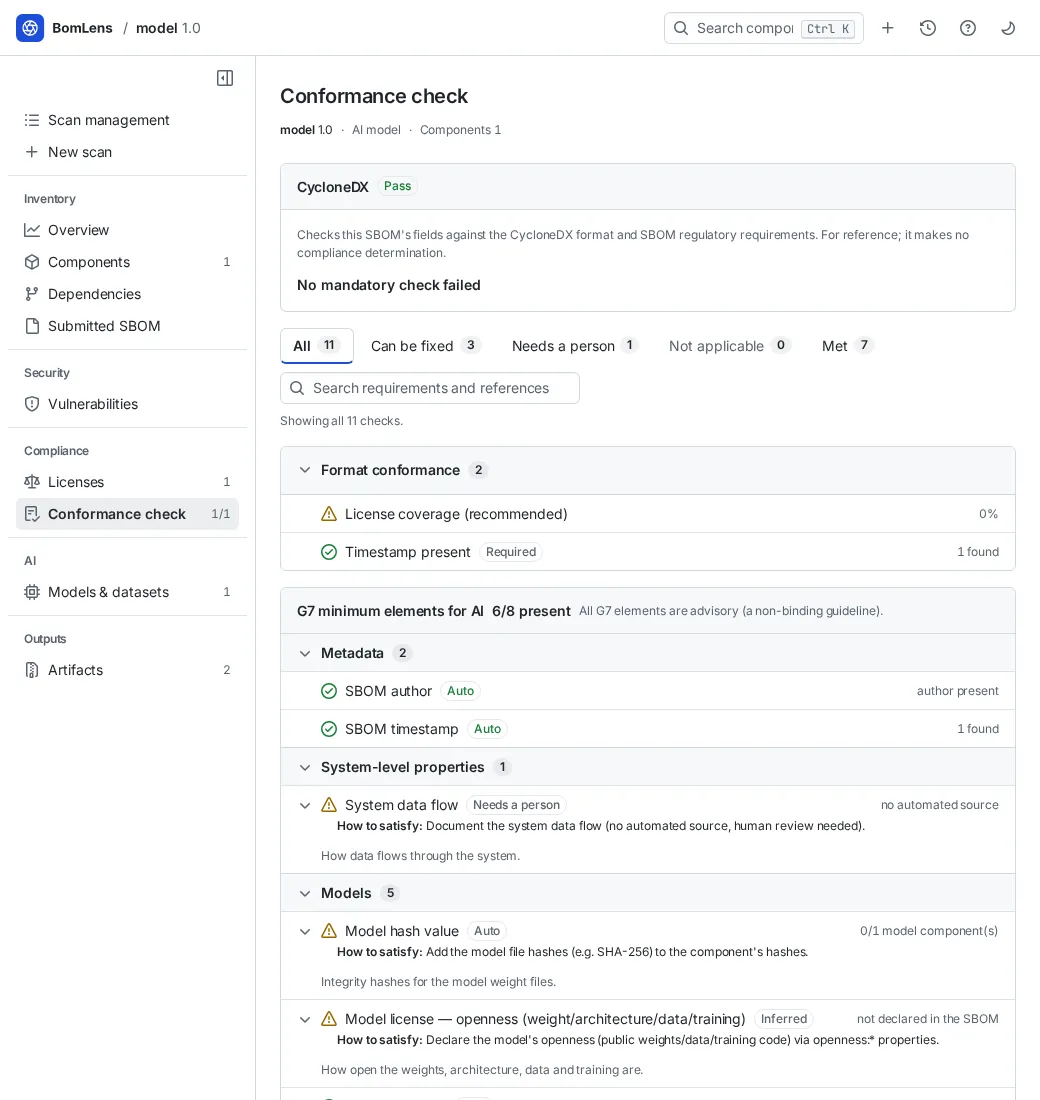 BomLens / model 1.0
Search compor Ctrl K
Scan management
New scan
Inventory
Overview
Components 1
Dependencies
Submitted SBOM
Security
Vulnerabilities
Compliance
Licenses 1
Conformance check 1/1
AI
Models & datasets 1
Outputs
Artifacts 2
Conformance check
model 1.0 · AI model · Components 1
CycloneDX Pass
Checks this SBOM's fields against the CycloneDX format and SBOM regulatory requirements. For reference; it makes no
compliance determination.
No mandatory check failed
All 11 Can be fixed 3 Needs a person 1 Not applicable 0 Met 7
Search requirements and references
Showing all 11 checks.
Format conformance 2
License coverage (recommended) 0%
Timestamp present Required 1 found
G7 minimum elements for AI 6/8 present All G7 elements are advisory (a non-binding guideline).
Metadata 2
SBOM author Auto author present
SBOM timestamp Auto 1 found
System-level properties 1
System data flow Needs a person no automated source
How to satisfy: Document the system data flow (no automated source, human review needed).
How data flows through the system.
Models 5
Model hash value Auto 0/1 model component(s)
How to satisfy: Add the model file hashes (e.g. SHA-256) to the component's hashes.
Integrity hashes for the model weight files.
Model license — openness (weight/architecture/data/training) Inferred not declared in the SBOM
How to satisfy: Declare the model's openness (public weights/data/training code) via openness:* properties.
How open the weights, architecture, data and training are.